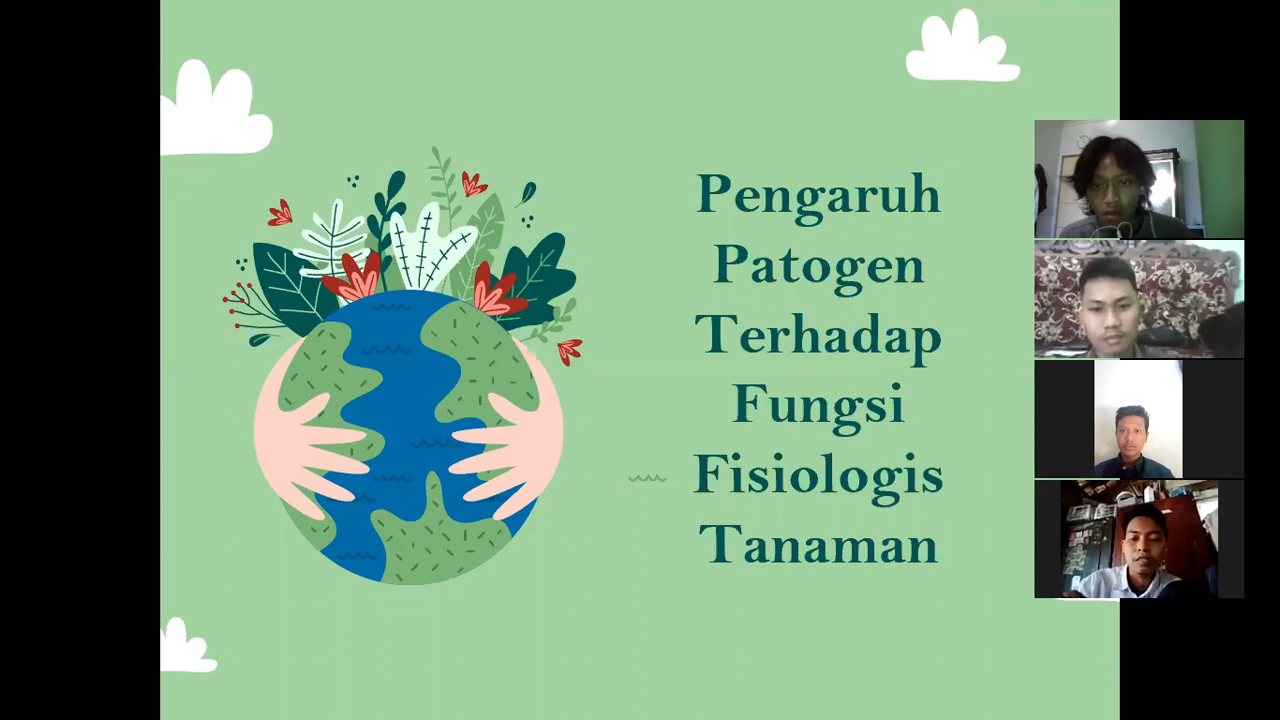 Pengaruh
Patogen
Terhadap
Fungsi
Fisiologis
Tanaman